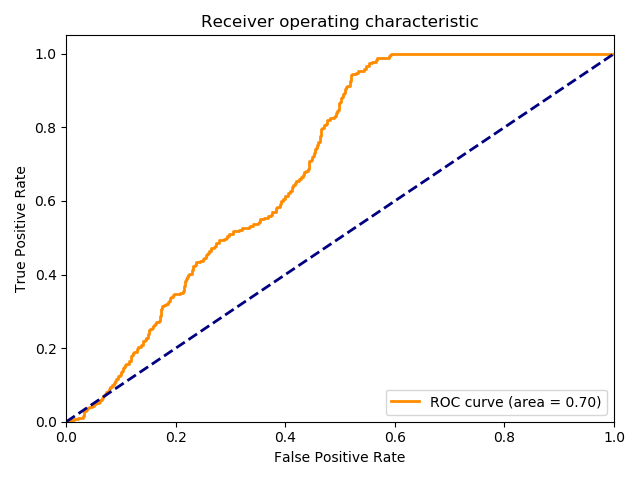 Receiver operating characteristic
True Positive Rate
1.0
0.8
0.6
0.4
0.2
0.0
ROC curve (area = 0.70)
0.0 0.2 0.4 0.6 0.8 1.0
False Positive Rate